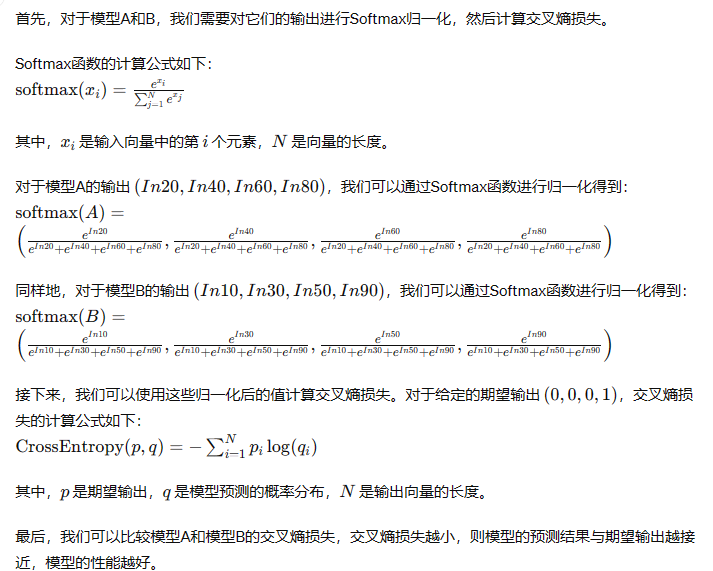 首先，对于模型A和B，我们需要对它们的输出进行Softmax归一化，然后计算交叉熵损失。
Softmax函数的计算公式如下：
$\text{softmax}(x_i) = \frac{e^{x_i}}{\sum_{j=1}^{N} e^{x_j}}$
其中，$x_i$ 是输入向量中的第 $i$ 个元素，$N$ 是向量的长度。
对于模型A的输出 $(In20, In40, In60, In80)$，我们可以通过Softmax函数进行归一化得到：
$\text{softmax}(A) =$
$\left(\frac{e^{In20}}{e^{In20}+e^{In40}+e^{In60}+e^{In80}}, \frac{e^{In40}}{e^{In20}+e^{In40}+e^{In60}+e^{In80}}, \frac{e^{In60}}{e^{In20}+e^{In40}+e^{In60}+e^{In80}}, \frac{e^{In80}}{e^{In20}+e^{In40}+e^{In60}+e^{In80}}\right)$
同样地，对于模型B的输出 $(In10, In30, In50, In90)$，我们可以通过Softmax函数进行归一化得到：
$\text{softmax}(B) =$
$\left(\frac{e^{In10}}{e^{In10}+e^{In30}+e^{In50}+e^{In90}}, \frac{e^{In30}}{e^{In10}+e^{In30}+e^{In50}+e^{In90}}, \frac{e^{In50}}{e^{In10}+e^{In30}+e^{In50}+e^{In90}}, \frac{e^{In90}}{e^{In10}+e^{In30}+e^{In50}+e^{In90}}\right)$
接下来，我们可以使用这些归一化后的值计算交叉熵损失。对于给定的期望输出 $(0, 0, 0, 1)$，交叉熵损
失的计算公式如下：
$\text{CrossEntropy}(p, q) = -\sum_{i=1}^{N} p_i \log(q_i)$
其中，$p$ 是期望输出，$q$ 是模型预测的概率分布，$N$ 是输出向量的长度。
最后，我们可以比较模型A和模型B的交叉熵损失，交叉熵损失越小，则模型的预测结果与期望输出越接
近，模型的性能越好。